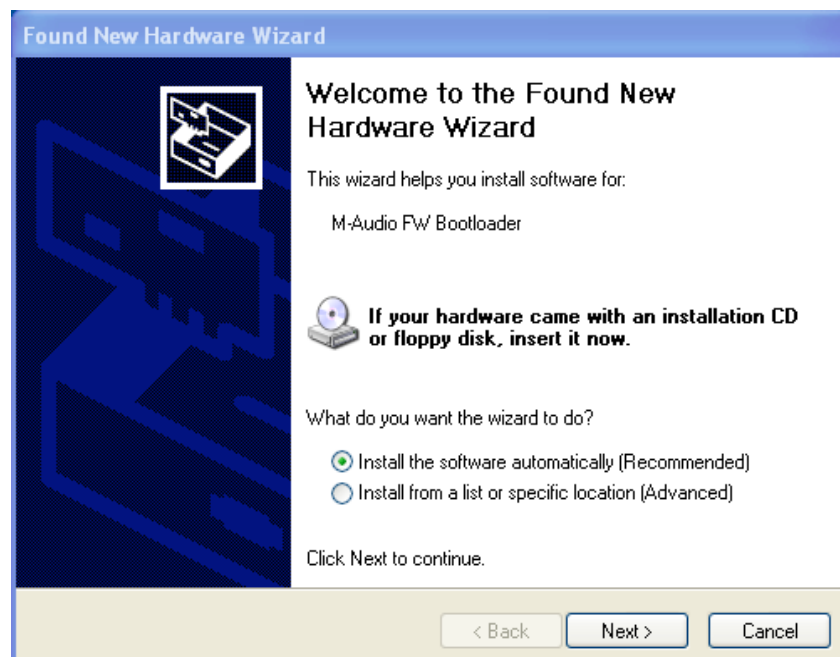 Found New Hardware Wizard
Welcome to the Found New
Hardware Wizard
This wizard helps you install software for:
M-Audio FW Bootloader
If your hardware came with an installation CD
or floppy disk, insert it now.
What do you want the wizard to do?
Install the software automatically (Recommended)
Install from a list or specific location (Advanced)
Click Next to continue.
< Back Next > Cancel